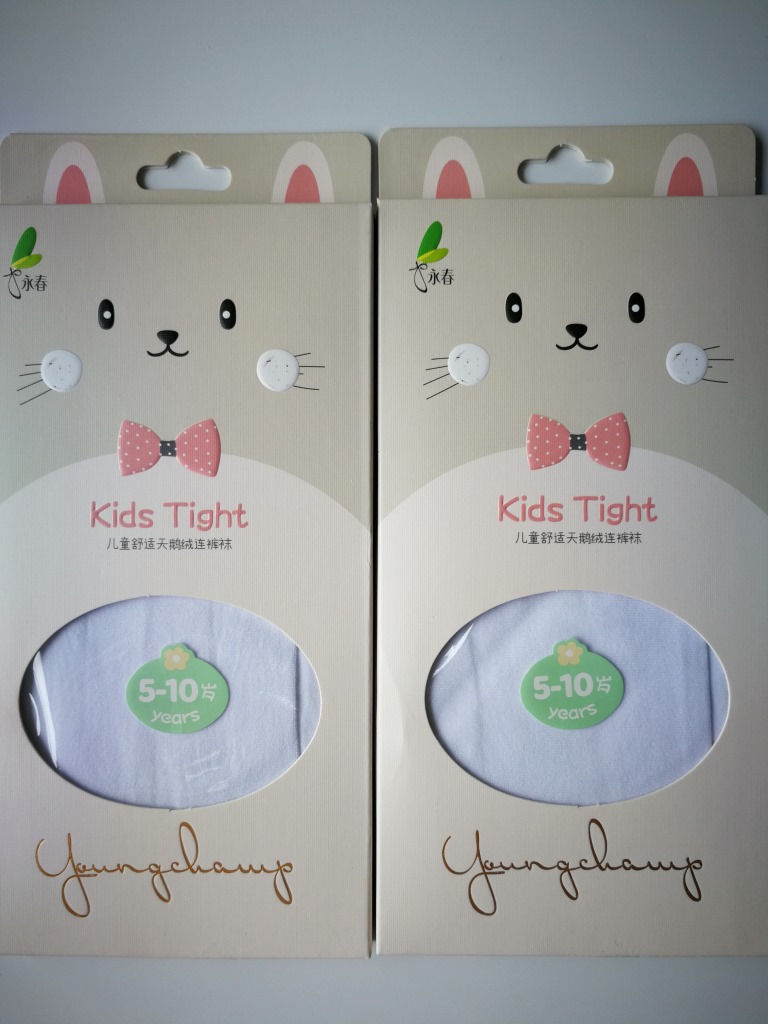 永春
Kids Tight
儿童舒适天鹅绒连裤袜
5-10岁
years
Youngchamp
永春
Kids Tight
儿童舒适天鹅绒连裤袜
5-10岁
years
Youngchamp